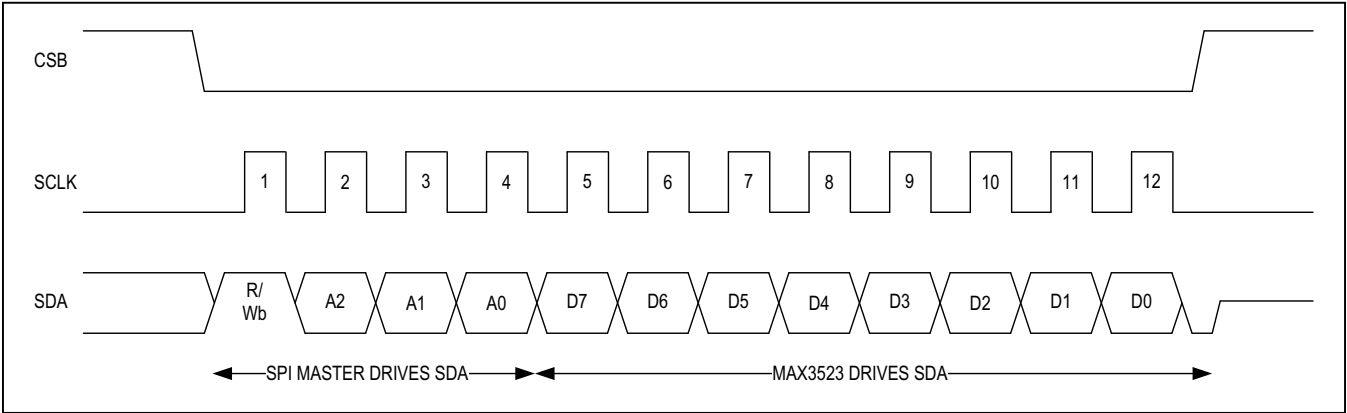 CSB
SCLK 1 2 3 4 5 6 7 8 9 10 11 12
SDA R/ Wb A2 A1 A0 D7 D6 D5 D4 D3 D2 D1 D0
SPI MASTER DRIVES SDA MAX3523 DRIVES SDA